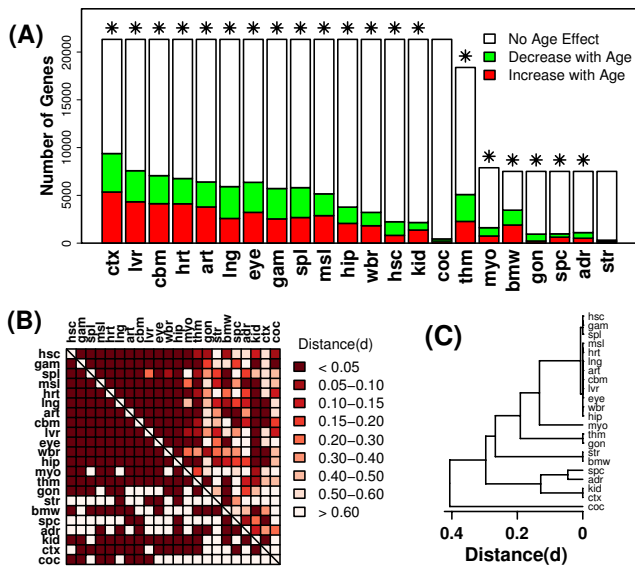 (A)
Number of Genes
0
5000
10000
15000
20000
No Age Effect
Decrease with Age
Increase with Age
ctx lvr cbm hrt art lng eye gam spl msl hip wbr hsc kid coc thm myo bmw gon spc adr str
(B)
hsc gam spl msl hrt lng art cbm lvr eye wbr hip myo thm gon str bmw spc adr kid ctx coc
hsc
gam
spl
msl
hrt
lng
art
cbm
lvr
eye
wbr
hip
myo
thm
gon
str
bmw
spc
adr
kid
ctx
coc
Distance(d)
< 0.05
0.05−0.10
0.10−0.15
0.15−0.20
0.20−0.30
0.30−0.40
0.40−0.50
0.50−0.60
> 0.60
(C)
hsc
gam
spl
msl
hrt
lng
art
cbm
lvr
eye
wbr
hip
myo
thm
gon
str
bmw
spc
adr
kid
ctx
coc
0.4 0.2 0
Distance(d)